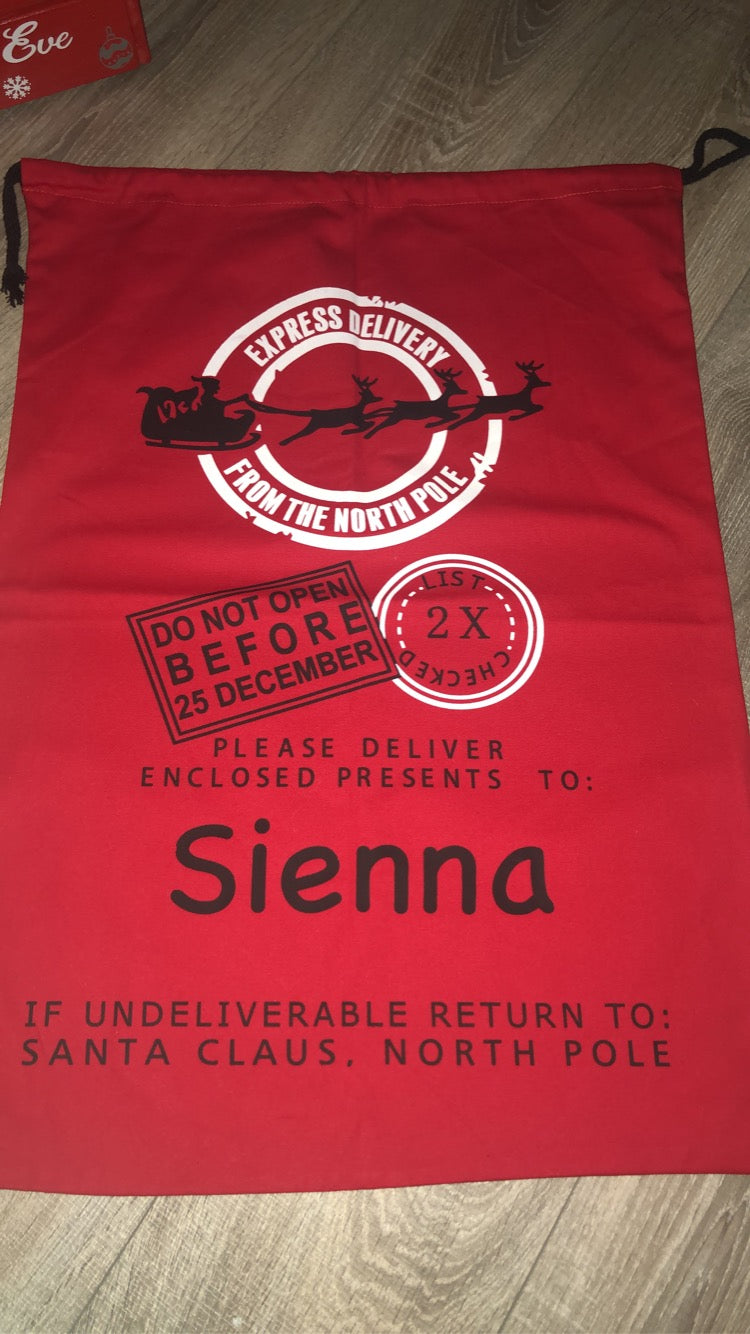 Eve
EXPRESS DELIVERY
FROM THE NORTH POLE
DO NOT OPEN
BEFORE
25 DECEMBER
LIST
2X
CHECKED
PLEASE DELIVER
ENCLOSED PRESENTS TO:
Sienna
IF UNDELIVERABLE RETURN TO:
SANTA CLAUS, NORTH POLE